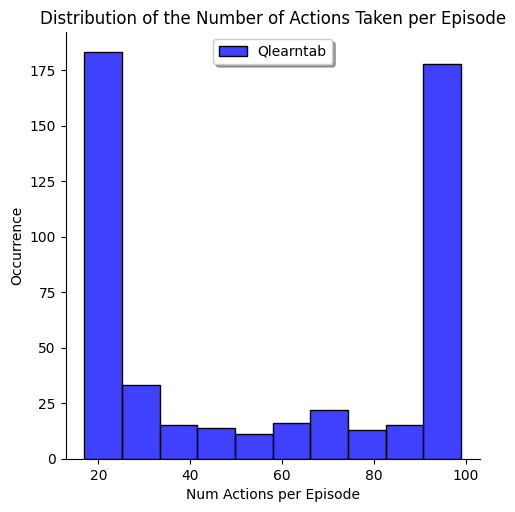 Distribution of the Number of Actions Taken per Episode
Qlearntab
175
150
125
100
75
50
25
0
Occurrence
20 40 60 80 100
Num Actions per Episode